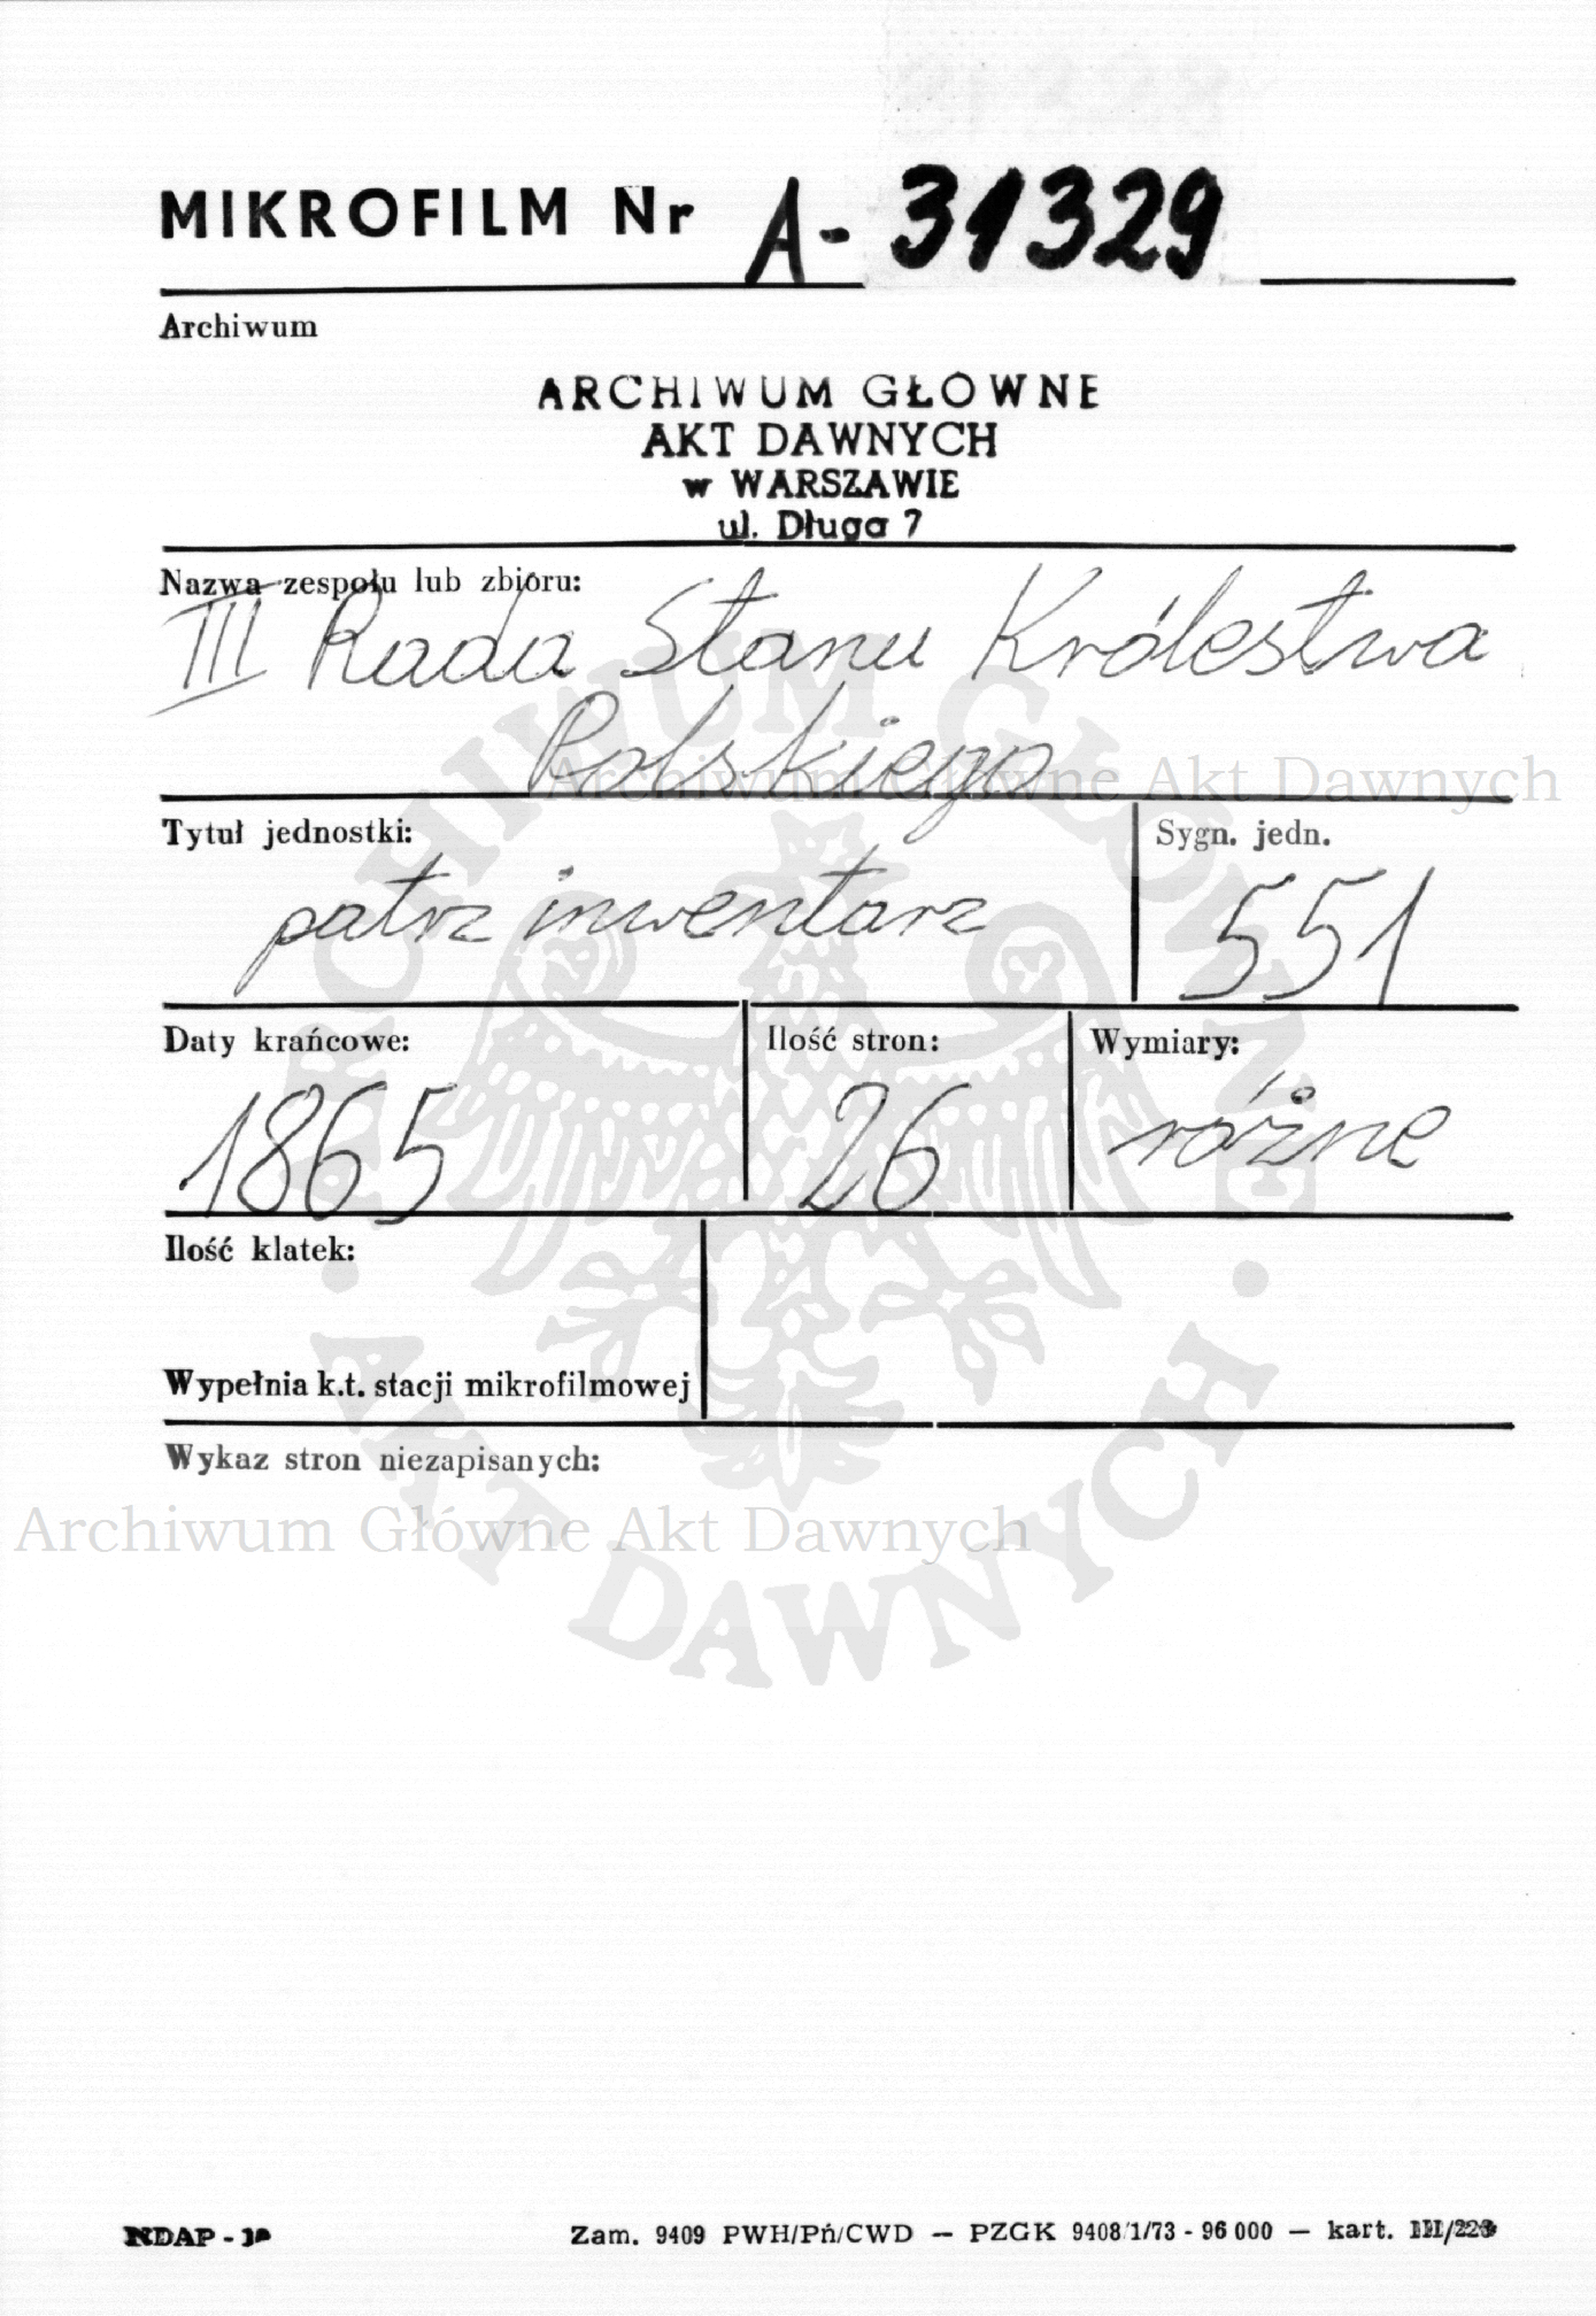 MIKROFILM Nr A-31329
Archiwum
ARCHIWUM GŁOWNE
AKT DAWNYCH
w WARSZAWIE
ul. Długa 7
Nazwa zespołu lub zbioru:
III Rada Stanu Królestwa
Polskiego
Archiwum Główne Akt Dawnych
Tytuł jednostki:
Sygn. jedn.
patrz inwentarz
551
Daty krańcowe:
Ilość stron:
Wymiary:
1865
26
różne
Ilość klatek:
Wypełnia k.t. stacji mikrofilmowej
Wykaz stron niezapisanych:
Archiwum Główne Akt Dawnych
ARCHIWUM GŁÓWNE
AKT DAWNYCH
NDAP -
Zam. 9409 PWH/Pń/CWD — PZGK 9408/1/73 - 96 000 — kart.